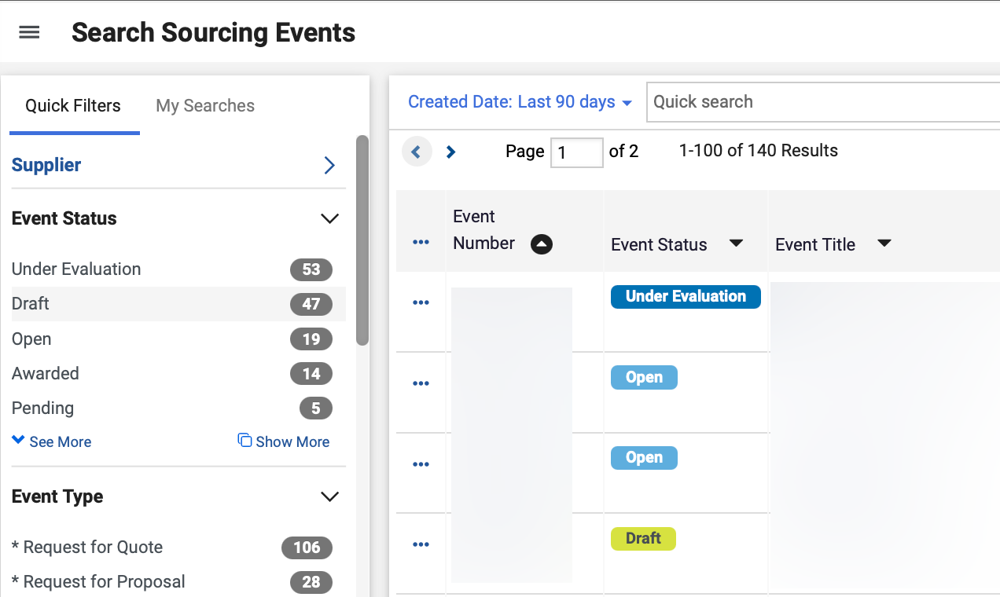 Search Sourcing Events
Quick Filters
My Searches
Supplier
Event Status
Under Evaluation 53
Draft 47
Open 19
Awarded 14
Pending 5
See More
Show More
Event Type
* Request for Quote 106
* Request for Proposal 28
Created Date: Last 90 days
Quick search
Page 1 of 2
1-100 of 140 Results
Event
Number
Event Status
Event Title
Under Evaluation
Open
Open
Draft